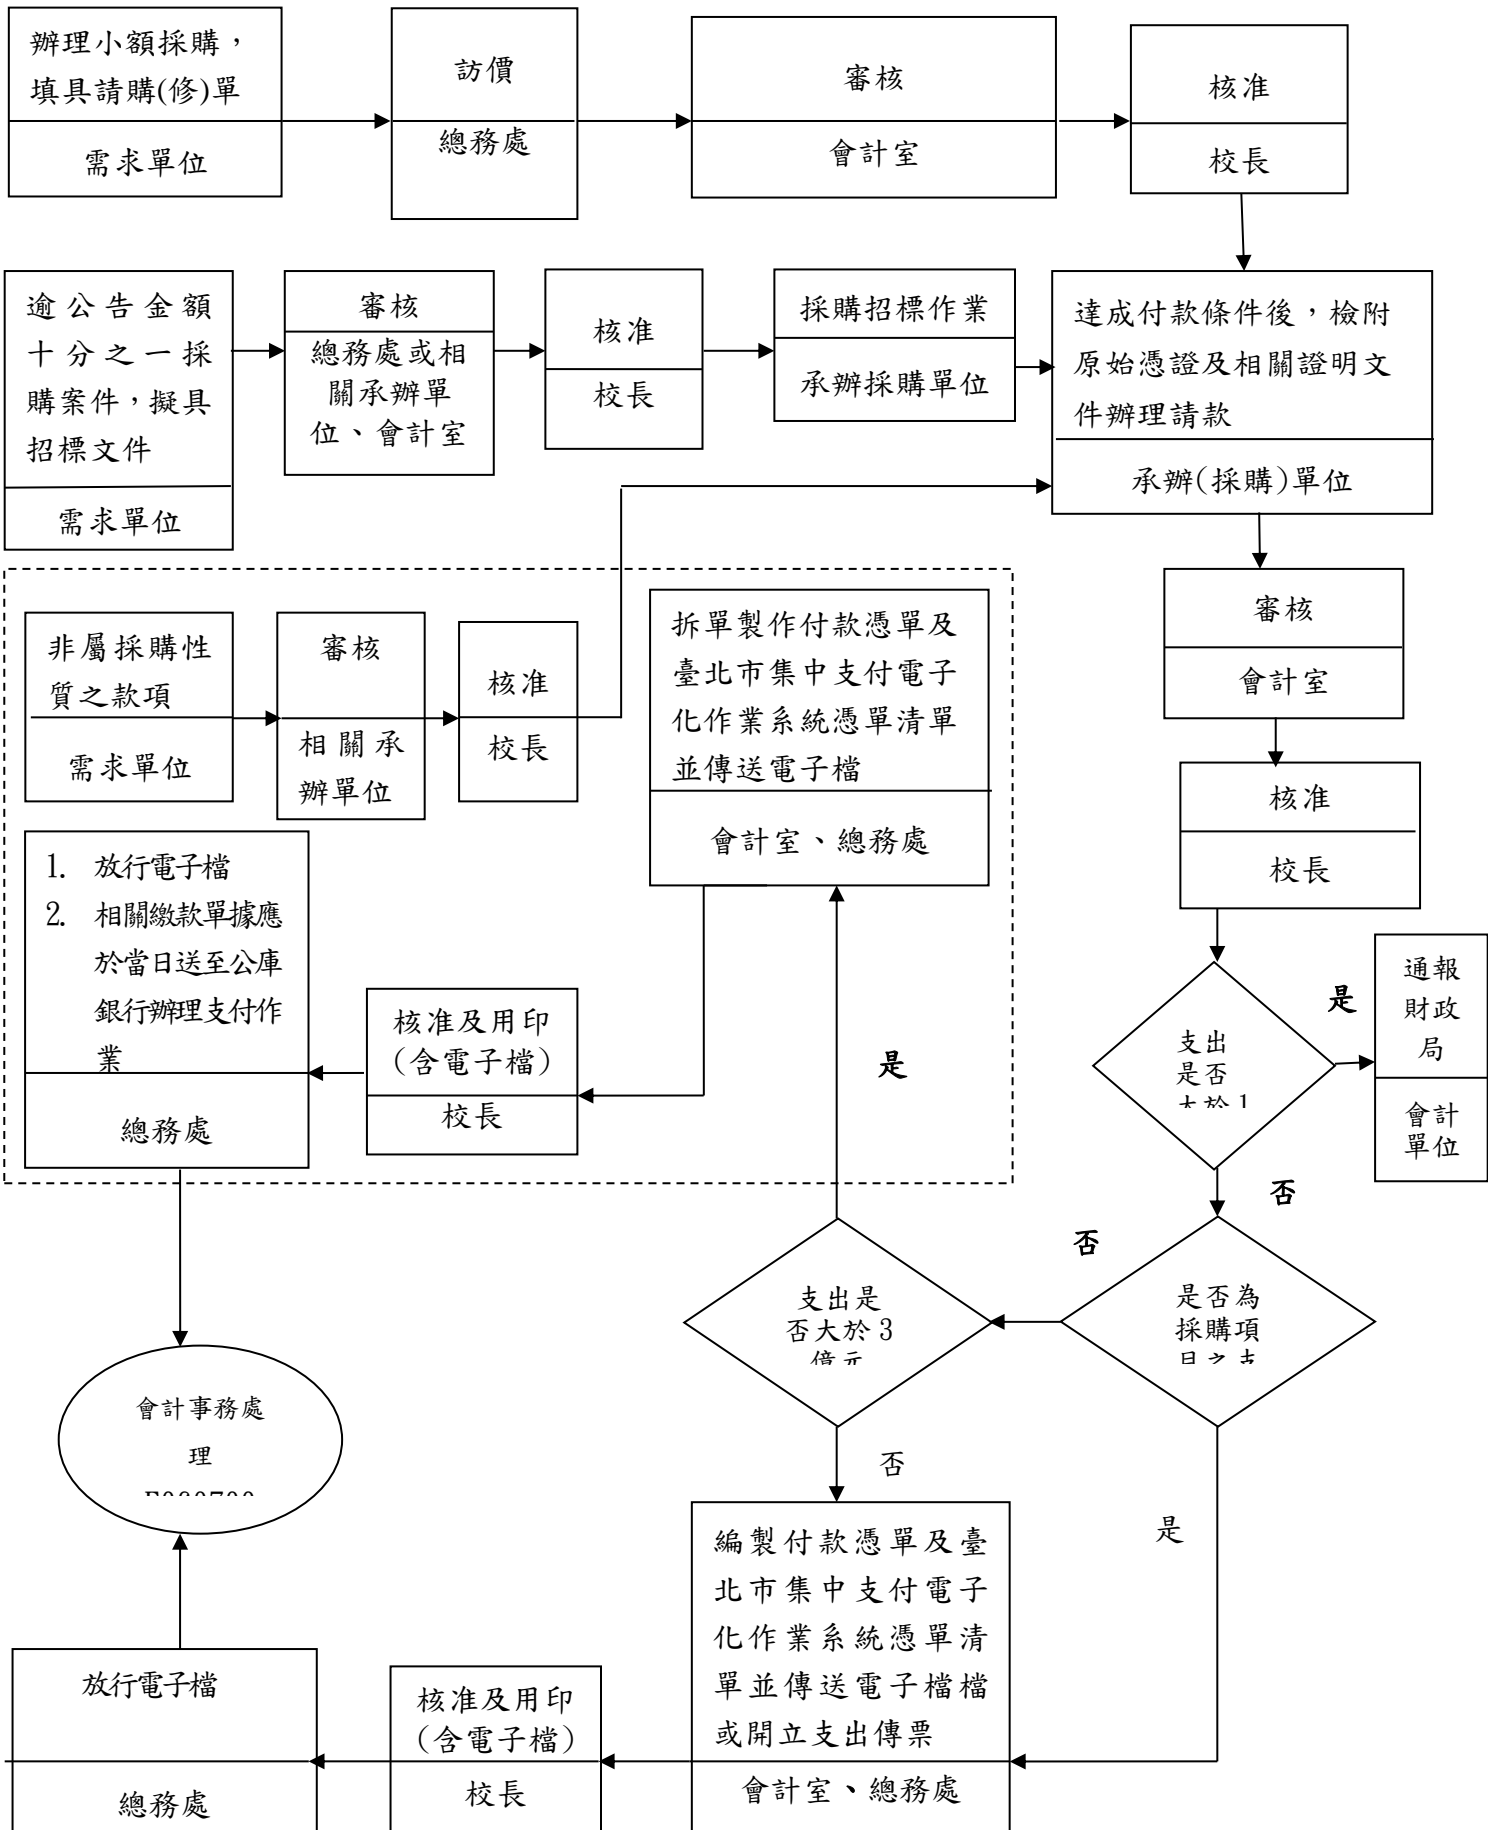 辦理小額採購，
填具請購(修)單
需求單位
訪價
總務處
審核
會計室
核准
校長
逾公告金額
十分之一採
購案件，擬具
招標文件
需求單位
審核
總務處或相
關承辦單
位、會計室
核准
校長
採購招標作業
承辦採購單位
達成付款條件後，檢附
原始憑證及相關證明文
件辦理請款
承辦(採購)單位
非屬採購性
質之款項
需求單位
審核
相關承
辦單位
核准
校長
拆單製作付款憑單及
臺北市集中支付電子
化作業系統憑單清單
並傳送電子檔
會計室、總務處
審核
會計室
核准
校長
1. 放行電子檔
2. 相關繳款單據應
於當日送至公庫
銀行辦理支付作
業
總務處
核准及用印
(含電子檔)
校長
是
支出
是否
大於1
是
通報
財政
局
會計
單位
否
否
支出是
否大於3
億元
是否為
採購項
目之支
會計事務處
理
否
是
編製付款憑單及臺
北市集中支付電子
化作業系統憑單清
單並傳送電子檔檔
或開立支出傳票
會計室、總務處
核准及用印
(含電子檔)
校長
放行電子檔
總務處